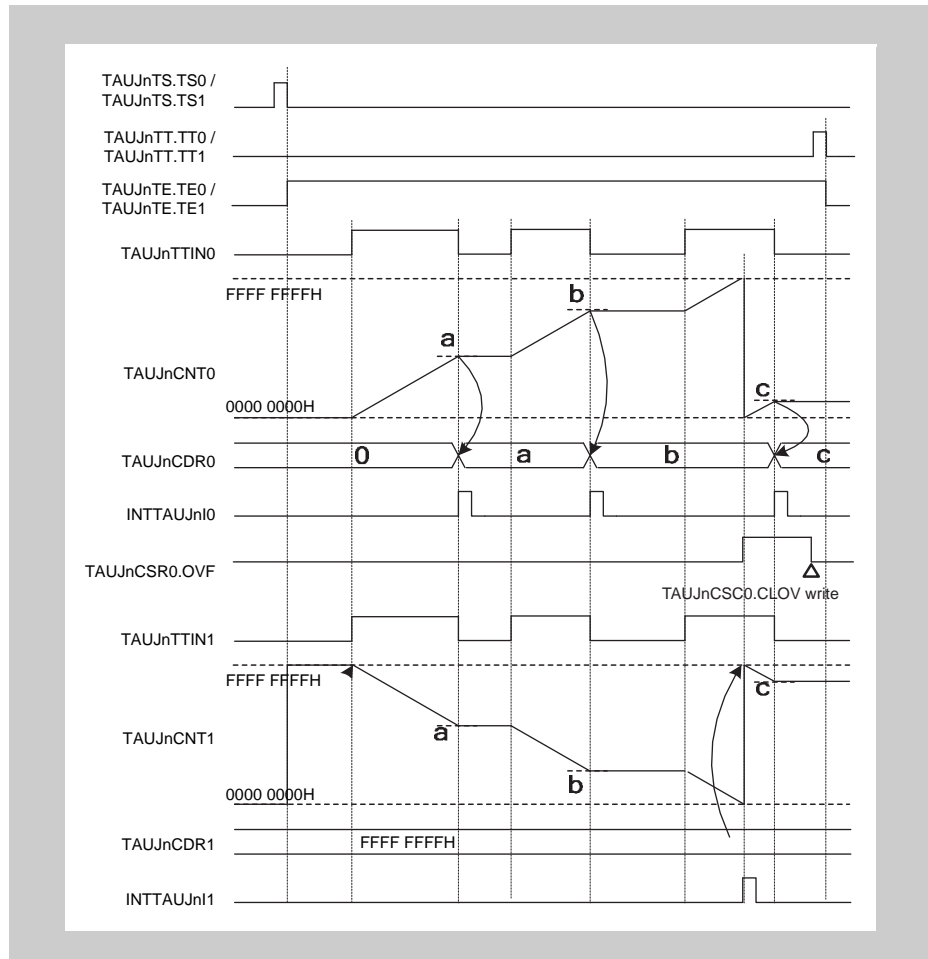 TAUJnTS.TS0 /
TAUJnTS.TS1
TAUJnTT.TT0 /
TAUJnTT.TT1
TAUJnTE.TE0 /
TAUJnTE.TE1
TAUJnTTIN0
FFFF FFFFH
b
a
TAUJnCNT0
c
0000 0000H
TAUJnCDR0
0
a
b
c
INTTAUJnI0
TAUJnCSR0.OVF
TAUJnCSC0.CLOV write
TAUJnTTIN1
FFFF FFFFH
c
a
TAUJnCNT1
b
0000 0000H
TAUJnCDR1
FFFF FFFFH
INTTAUJnI1